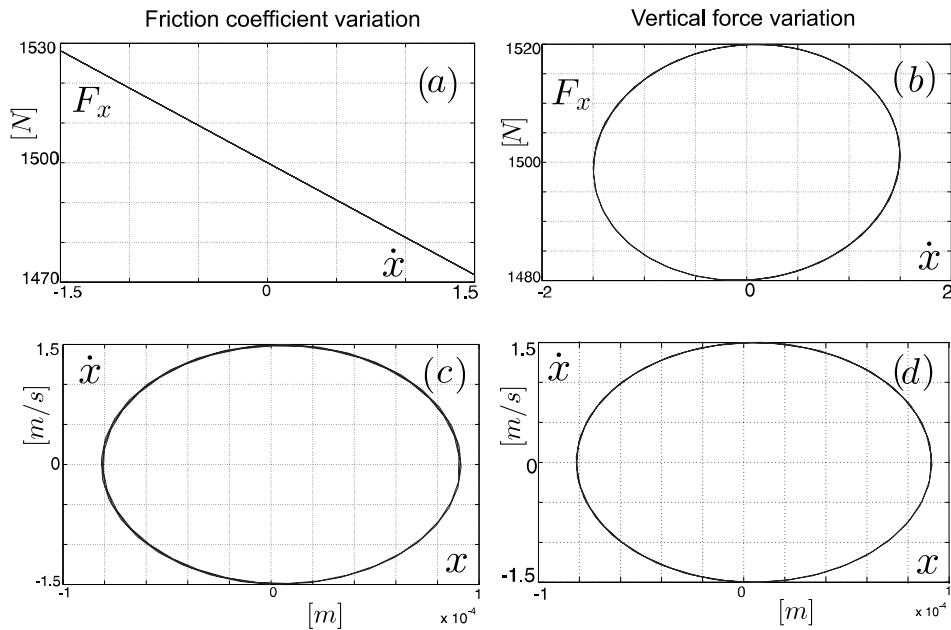 Friction coefficient variation
Vertical force variation
1530
F_x
(a)
[N]
1500
ẋ
1470
-1.5
0
1.5
1520
F_x
(b)
[N]
1500
ẋ
1480
-2
0
2
1.5
ẋ
(c)
[m/s]
0
x
-1.5
-1
0
1
[m]
x 10⁻⁴
1.5
ẋ
(d)
[m/s]
0
x
-1.5
-1
0
1
[m]
x 10⁻⁴